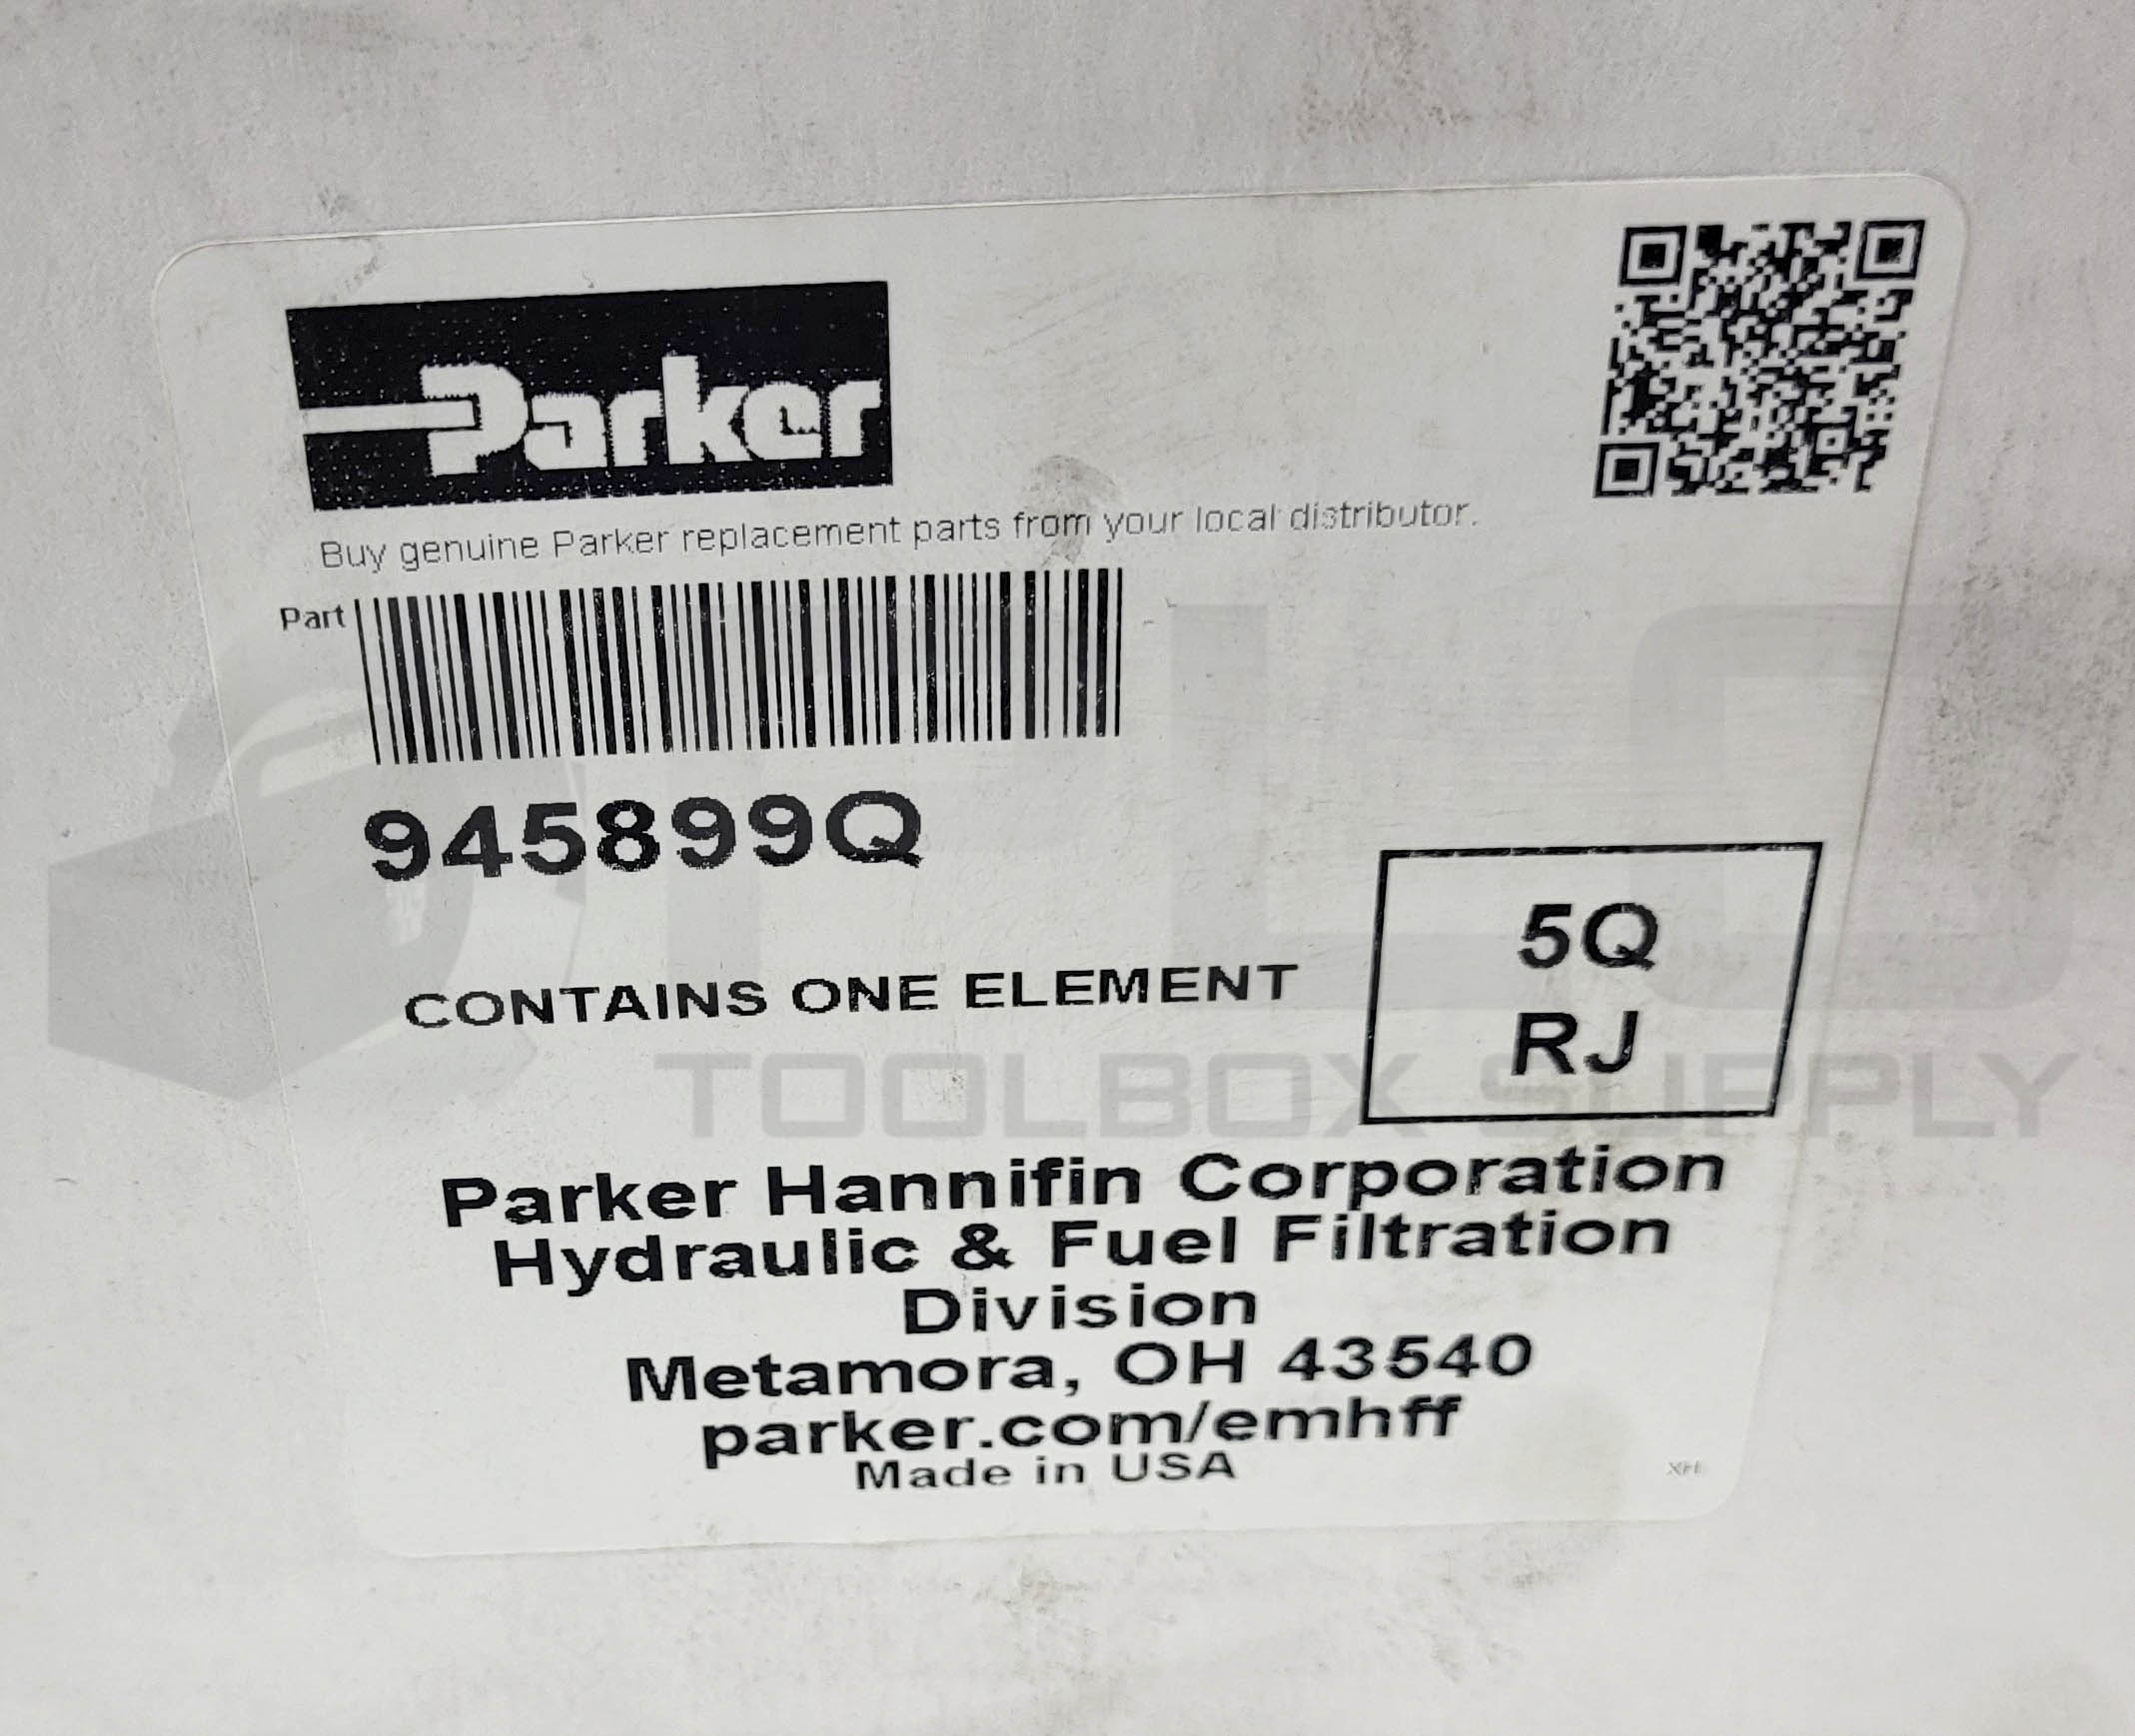 Parker
Buy genuine Parker replacement parts from your local distributor.
Part
945899Q
CONTAINS ONE ELEMENT
5Q
RJ
PLC
TOOLBOX SUPPLY
Parker Hannifin Corporation
Hydraulic & Fuel Filtration
Division
Metamora, OH 43540
parker.com/emhff
Made in USA